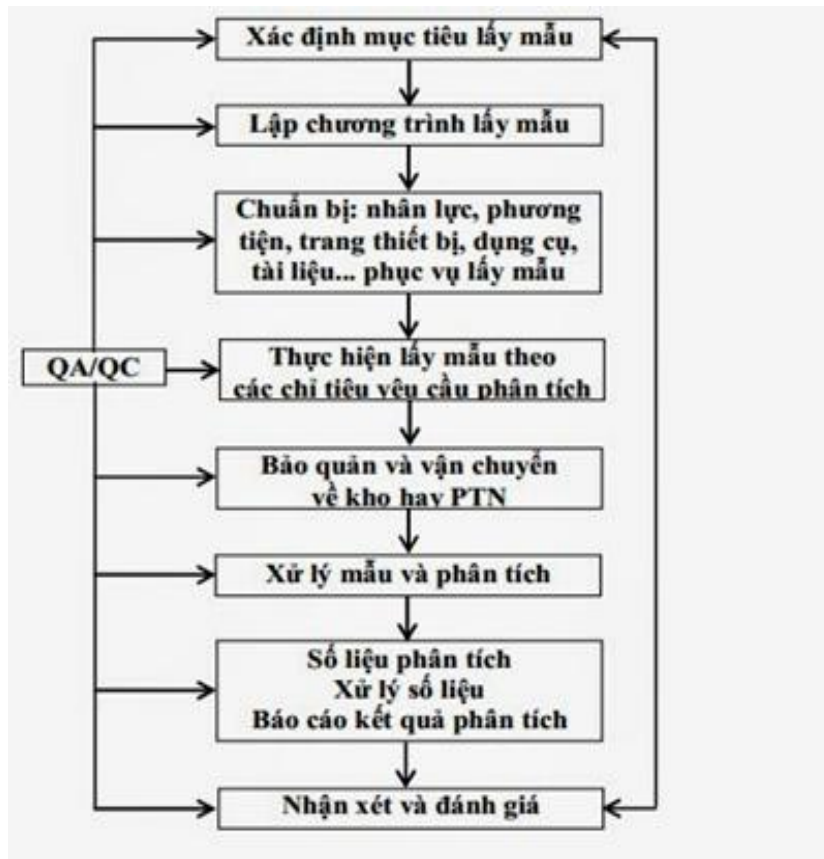 Xác định mục tiêu lấy mẫu
Lập chương trình lấy mẫu
Chuẩn bị: nhân lực, phương
tiện, trang thiết bị, dụng cụ,
tài liệu... phục vụ lấy mẫu
QA/QC
Thực hiện lấy mẫu theo
các chỉ tiêu yêu cầu phân tích
Bảo quản và vận chuyển
về kho hay PTN
Xử lý mẫu và phân tích
Số liệu phân tích
Xử lý số liệu
Báo cáo kết quả phân tích
Nhận xét và đánh giá